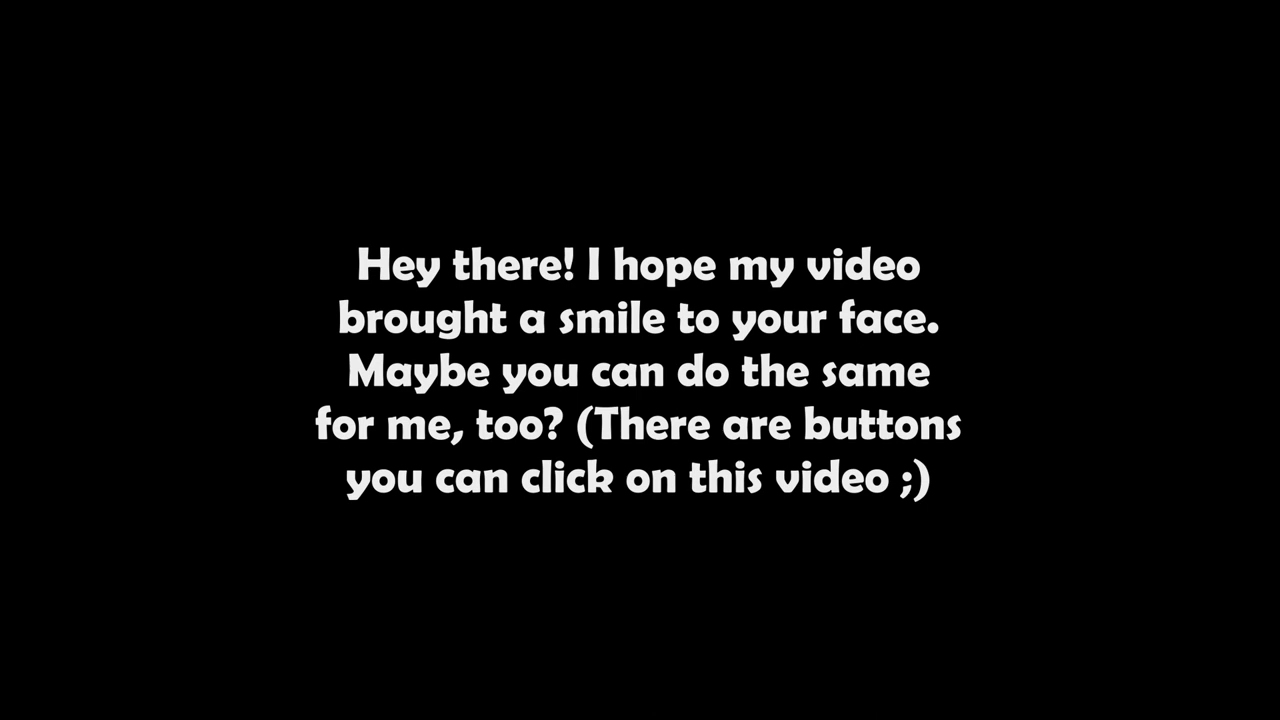 Hey there! I hope my video
brought a smile to your face.
Maybe you can do the same
for me, too? (There are buttons
you can click on this video ;)